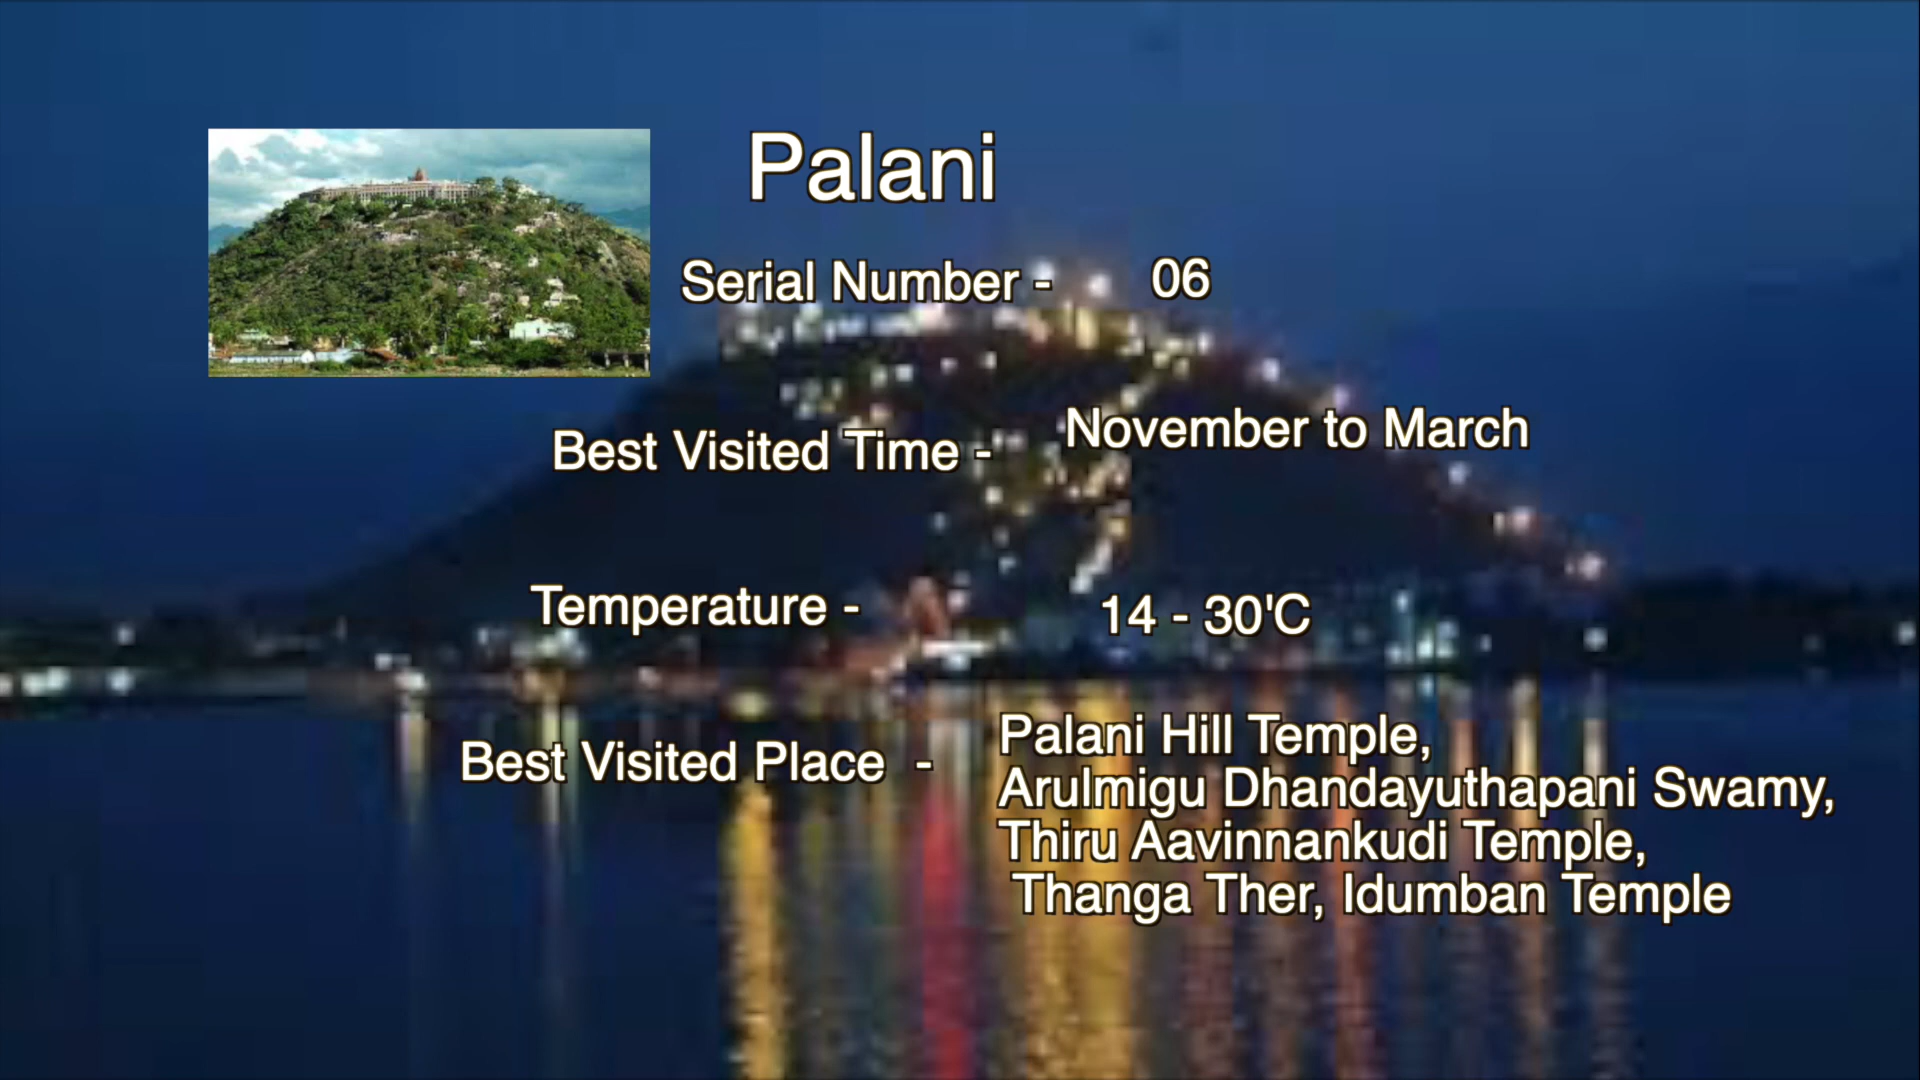 Palani
Serial Number - 06
Best Visited Time - November to March
Temperature - 14 - 30'C
Best Visited Place - Palani Hill Temple,
Arulmigu Dhandayuthapani Swamy,
Thiru Aavinnankudi Temple,
Thanga Ther, Idumban Temple